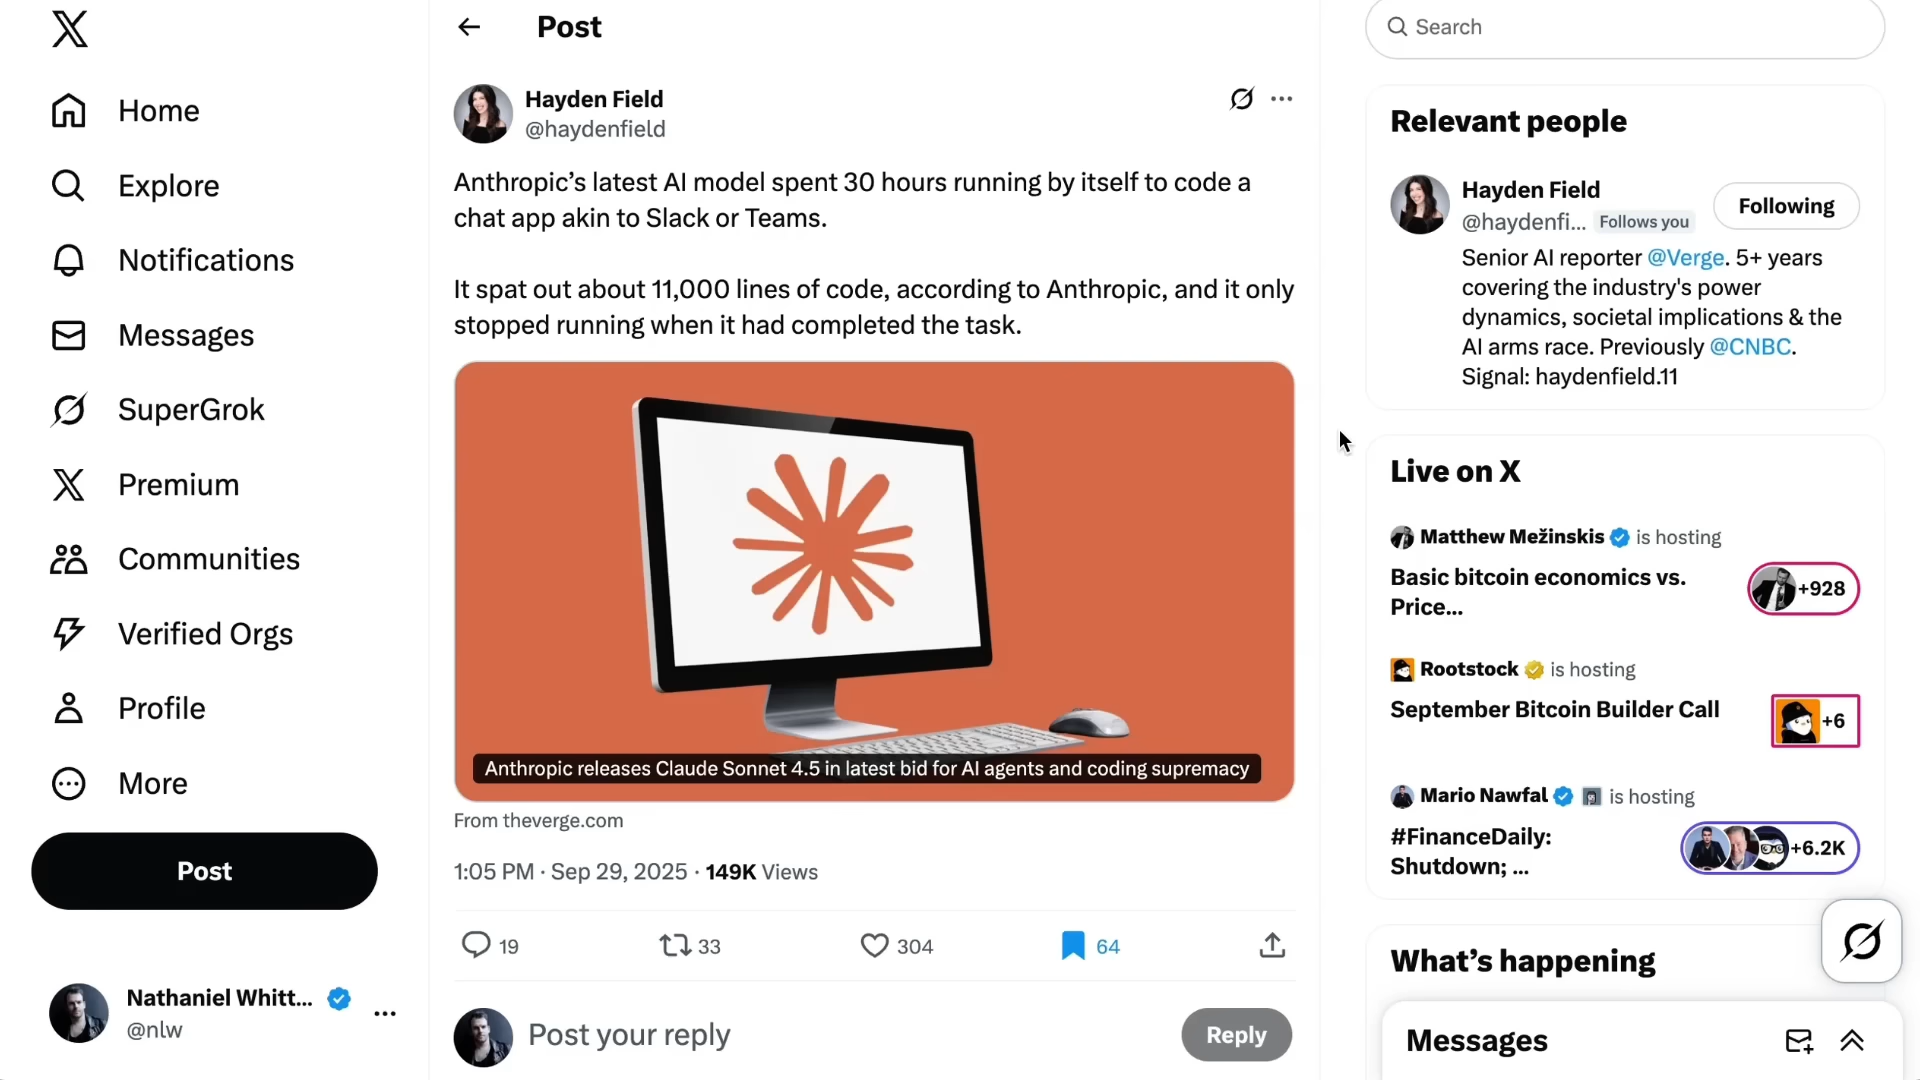 Home
Explore
Notifications
Messages
SuperGrok
Premium
Communities
Verified Orgs
Profile
More
Post
Nathaniel Whitt...
@nlw
Post
Hayden Field
@haydenfield
Anthropic’s latest AI model spent 30 hours running by itself to code a
chat app akin to Slack or Teams.
It spat out about 11,000 lines of code, according to Anthropic, and it only
stopped running when it had completed the task.
Anthropic releases Claude Sonnet 4.5 in latest bid for AI agents and coding supremacy
From theverge.com
1:05 PM · Sep 29, 2025 · 149K Views
19 33 304 64
Post your reply
Reply
Search
Relevant people
Hayden Field
@haydenfi... Follows you
Following
Senior AI reporter @Verge. 5+ years
covering the industry's power
dynamics, societal implications & the
AI arms race. Previously @CNBC.
Signal: haydenfield.11
Live on X
Matthew Mežinskis is hosting
Basic bitcoin economics vs.
Price...
+928
Rootstock is hosting
September Bitcoin Builder Call
+6
Mario Nawfal is hosting
#FinanceDaily:
Shutdown; ...
+6.2K
What’s happening
Messages